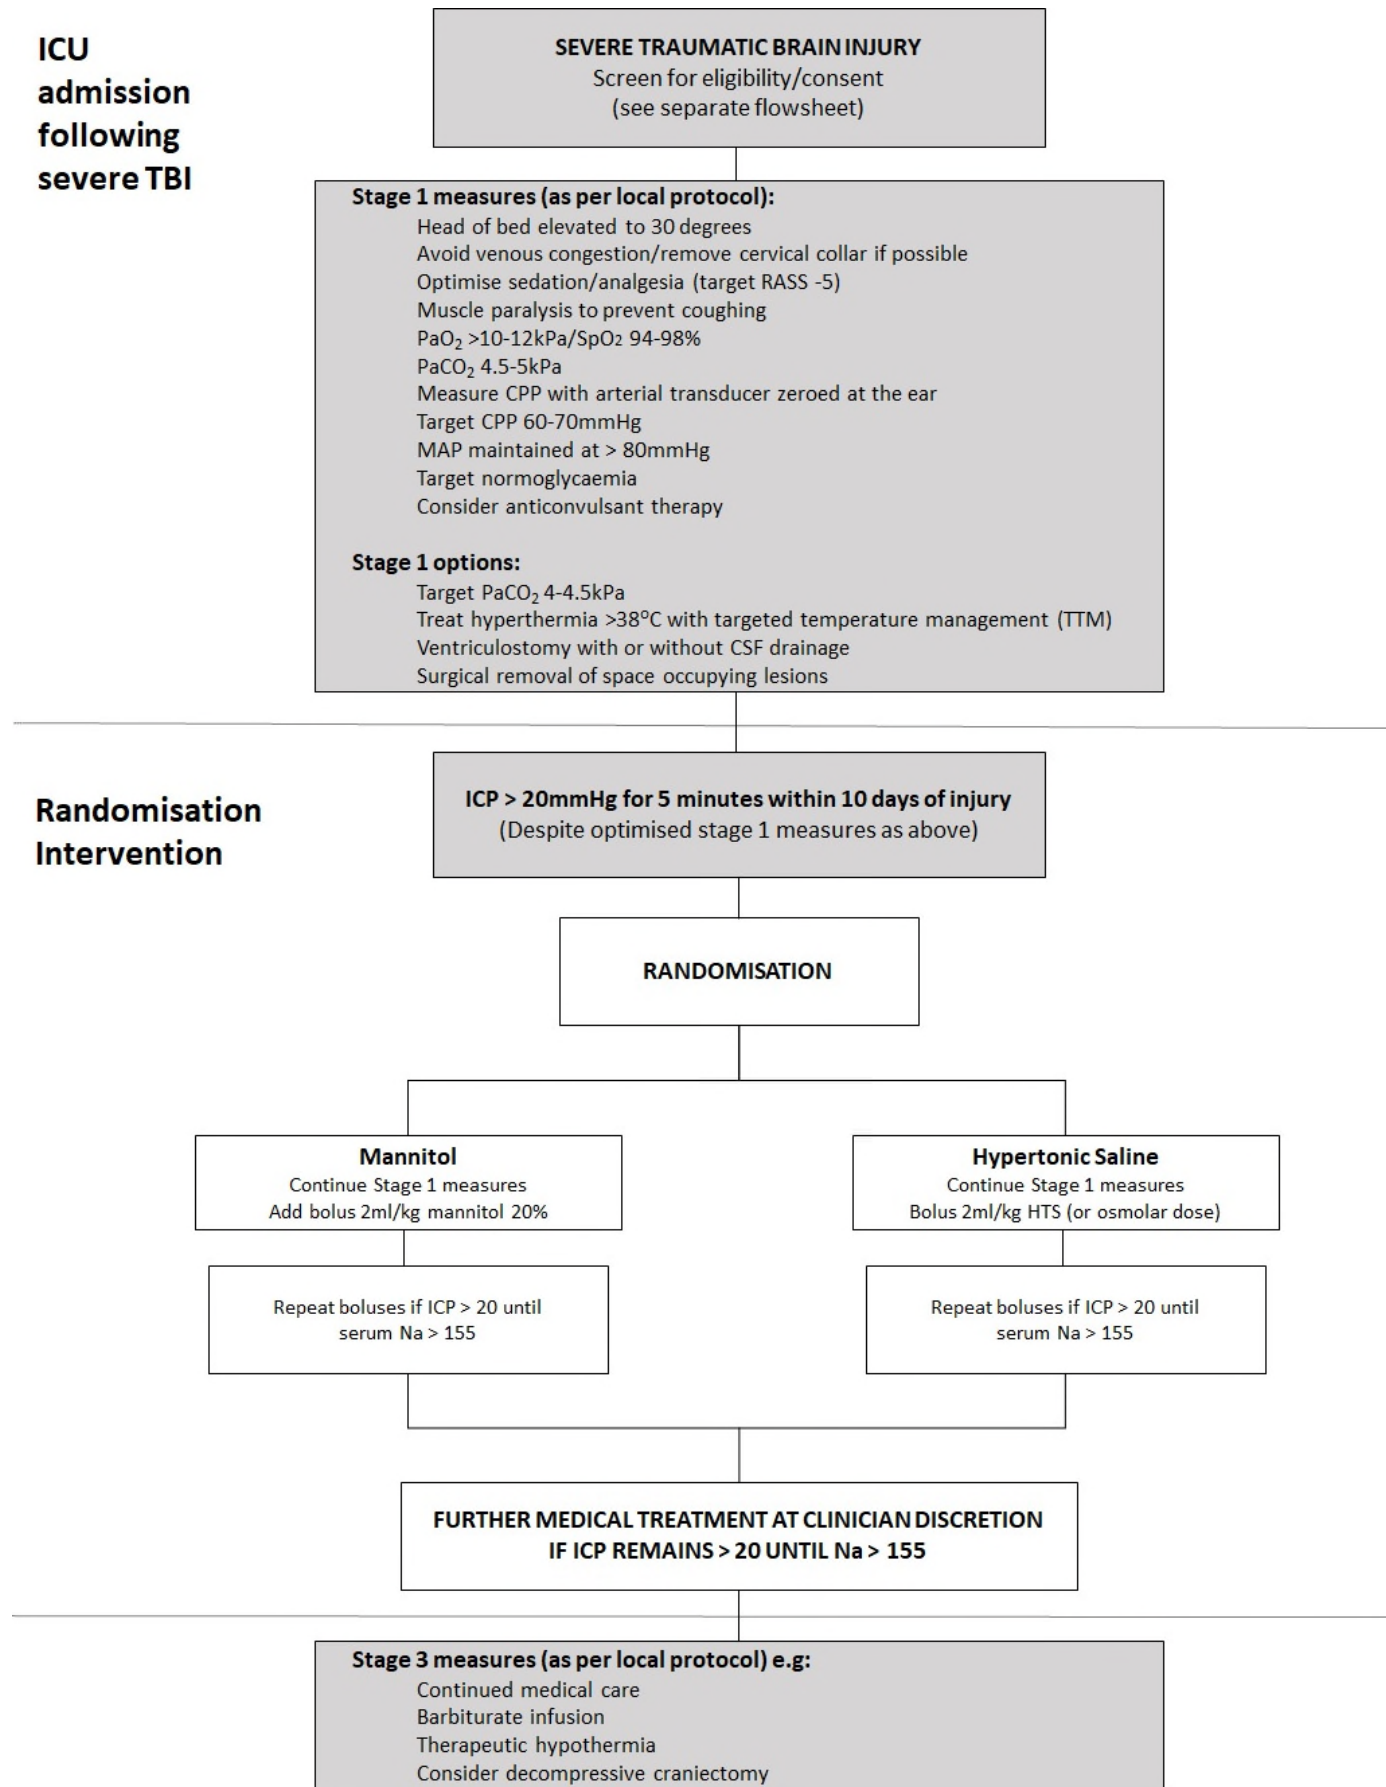 ICU
admission
following
severe TBI
SEVERE TRAUMATIC BRAIN INJURY
Screen for eligibility/consent
(see separate flowsheet)
Stage 1 measures (as per local protocol):
Head of bed elevated to 30 degrees
Avoid venous congestion/remove cervical collar if possible
Optimise sedation/analgesia (target RASS -5)
Muscle paralysis to prevent coughing
PaO₂ >10-12kPa/SpO₂ 94-98%
PaCO₂ 4.5-5kPa
Measure CPP with arterial transducer zeroed at the ear
Target CPP 60-70mmHg
MAP maintained at > 80mmHg
Target normoglycaemia
Consider anticonvulsant therapy
Stage 1 options:
Target PaCO₂ 4-4.5kPa
Treat hyperthermia >38°C with targeted temperature management (TTM)
Ventriculostomy with or without CSF drainage
Surgical removal of space occupying lesions
Randomisation
Intervention
ICP > 20mmHg for 5 minutes within 10 days of injury
(Despite optimised stage 1 measures as above)
RANDOMISATION
Mannitol
Continue Stage 1 measures
Add bolus 2ml/kg mannitol 20%
Hypertonic Saline
Continue Stage 1 measures
Bolus 2ml/kg HTS (or osmolar dose)
Repeat boluses if ICP > 20 until
serum Na > 155
Repeat boluses if ICP > 20 until
serum Na > 155
FURTHER MEDICAL TREATMENT AT CLINICIAN DISCRETION
IF ICP REMAINS > 20 UNTIL Na > 155
Stage 3 measures (as per local protocol) e.g:
Continued medical care
Barbiturate infusion
Therapeutic hypothermia
Consider decompressive craniectomy